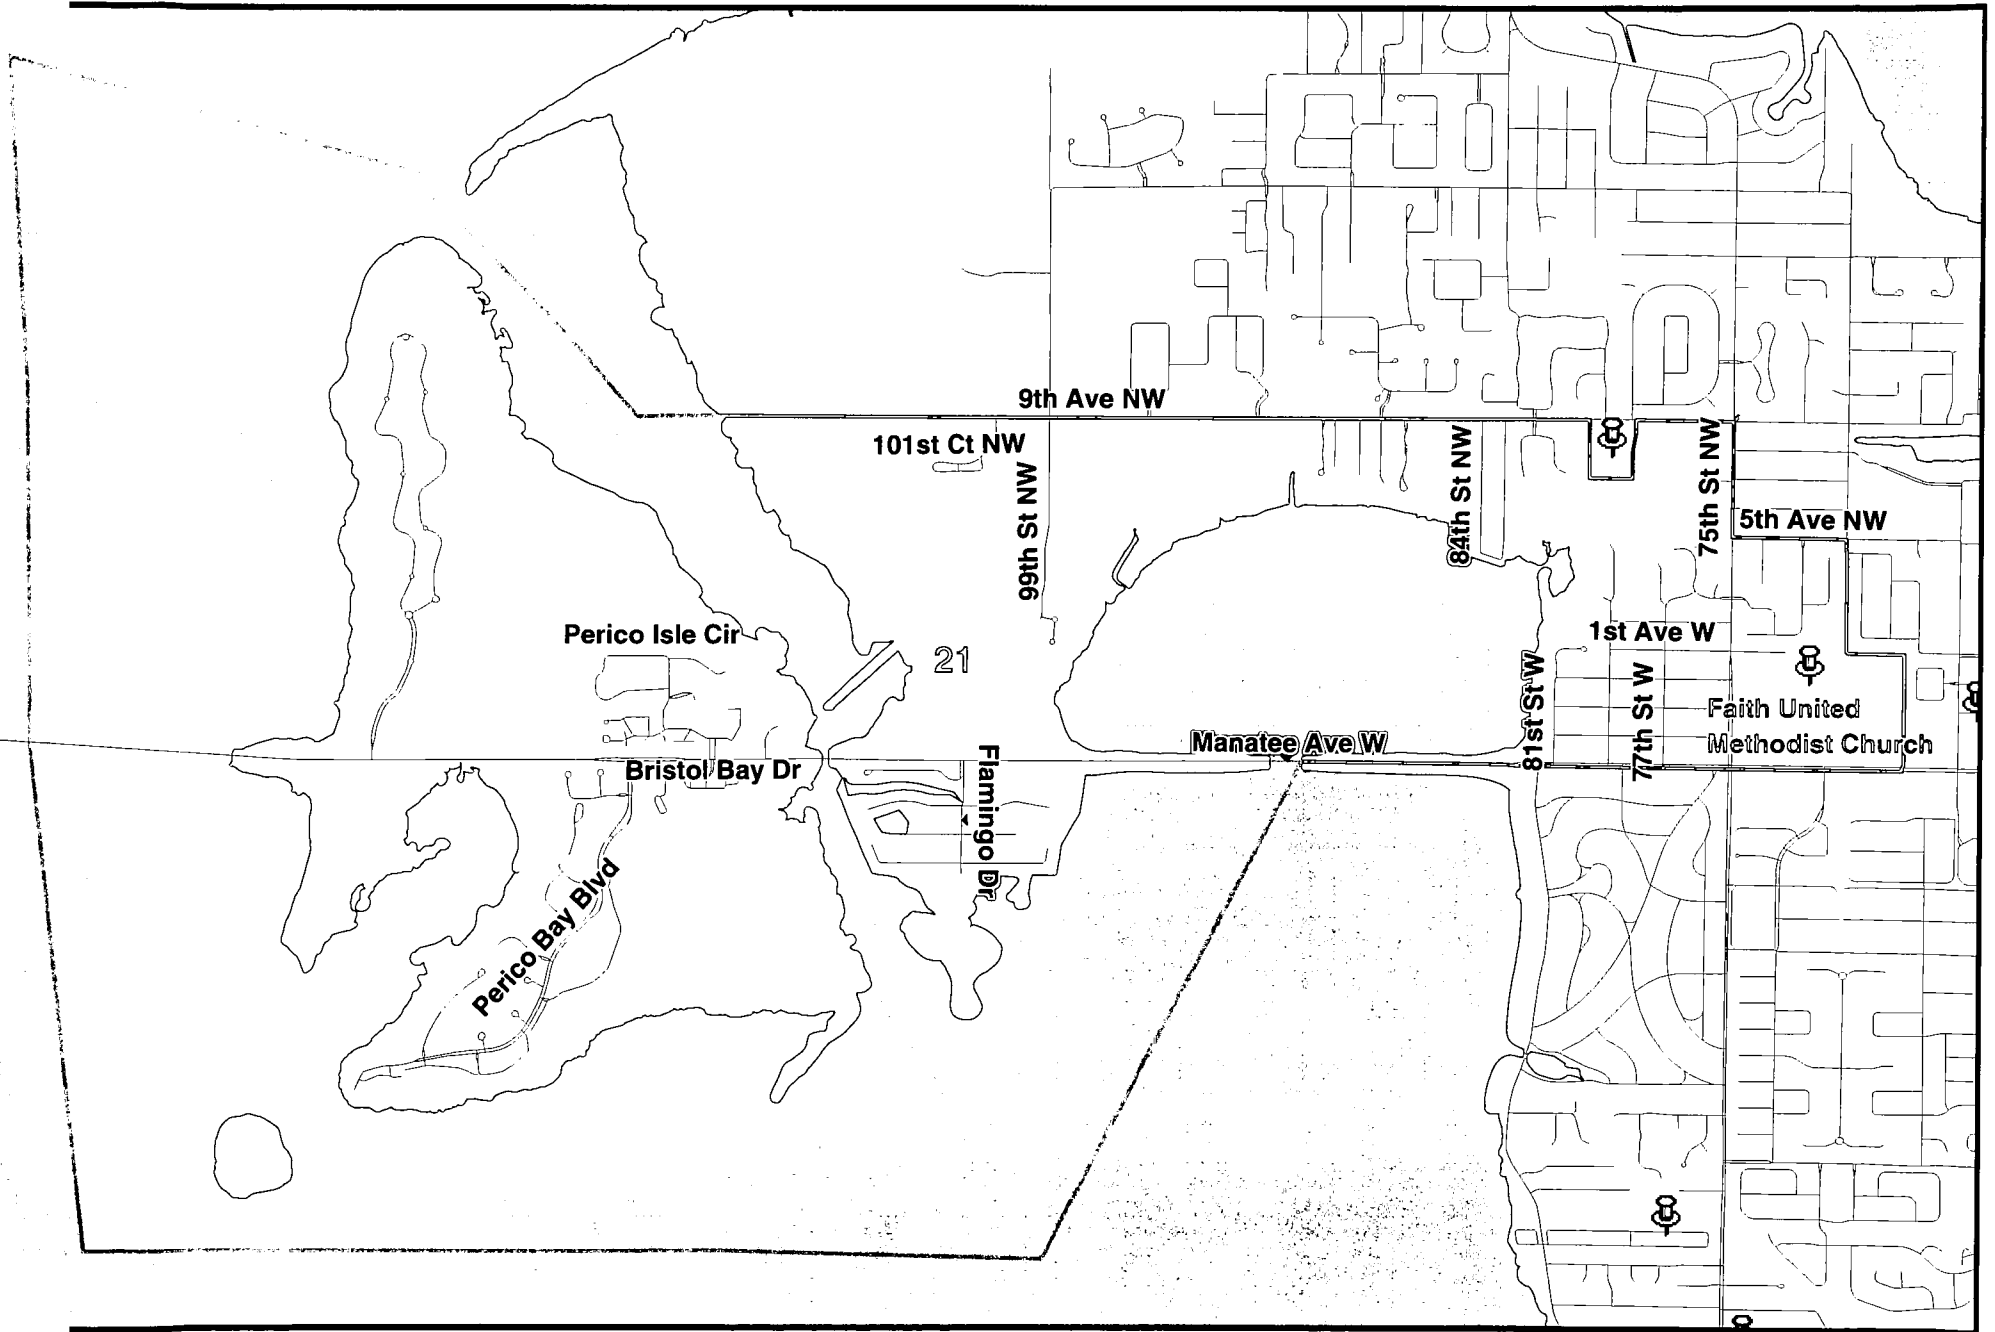 9th Ave NW
101st Ct NW
99th St NW
84th St NW
75th St NW
5th Ave NW
Perico Isle Cir
21
1st Ave W
81st St W
77th St W
Faith United
Methodist Church
Manatee Ave W
Bristol Bay Dr
Flamingo Dr
Perico Bay Blvd